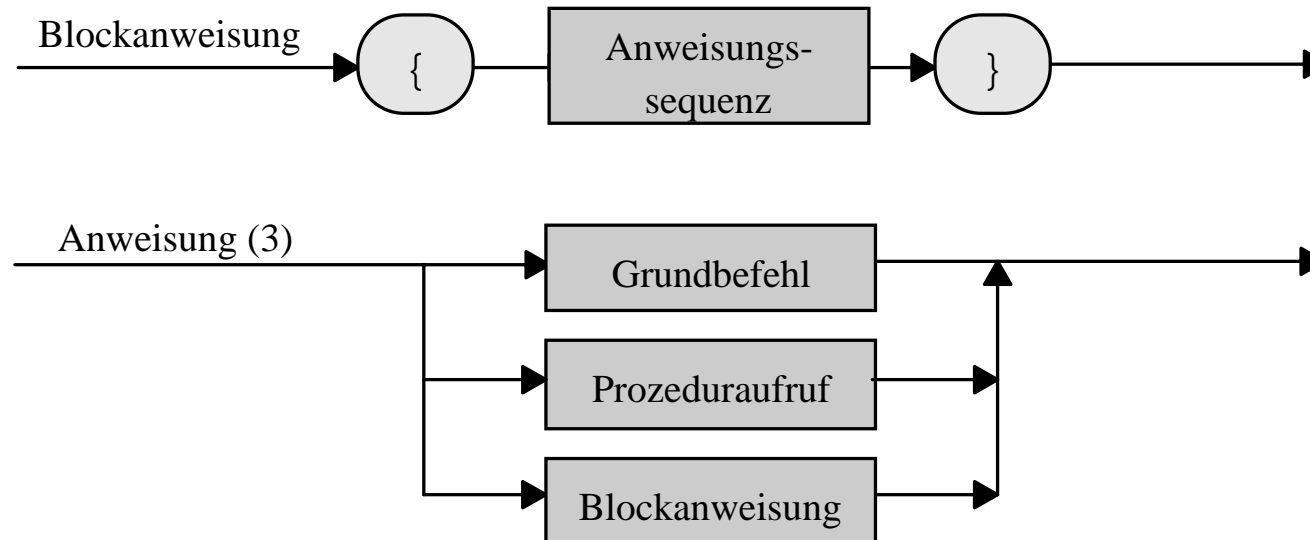 Blockanweisung
{
Anweisungs-
sequenz
}
Anweisung (3)
Grundbefehl
Prozeduraufruf
Blockanweisung